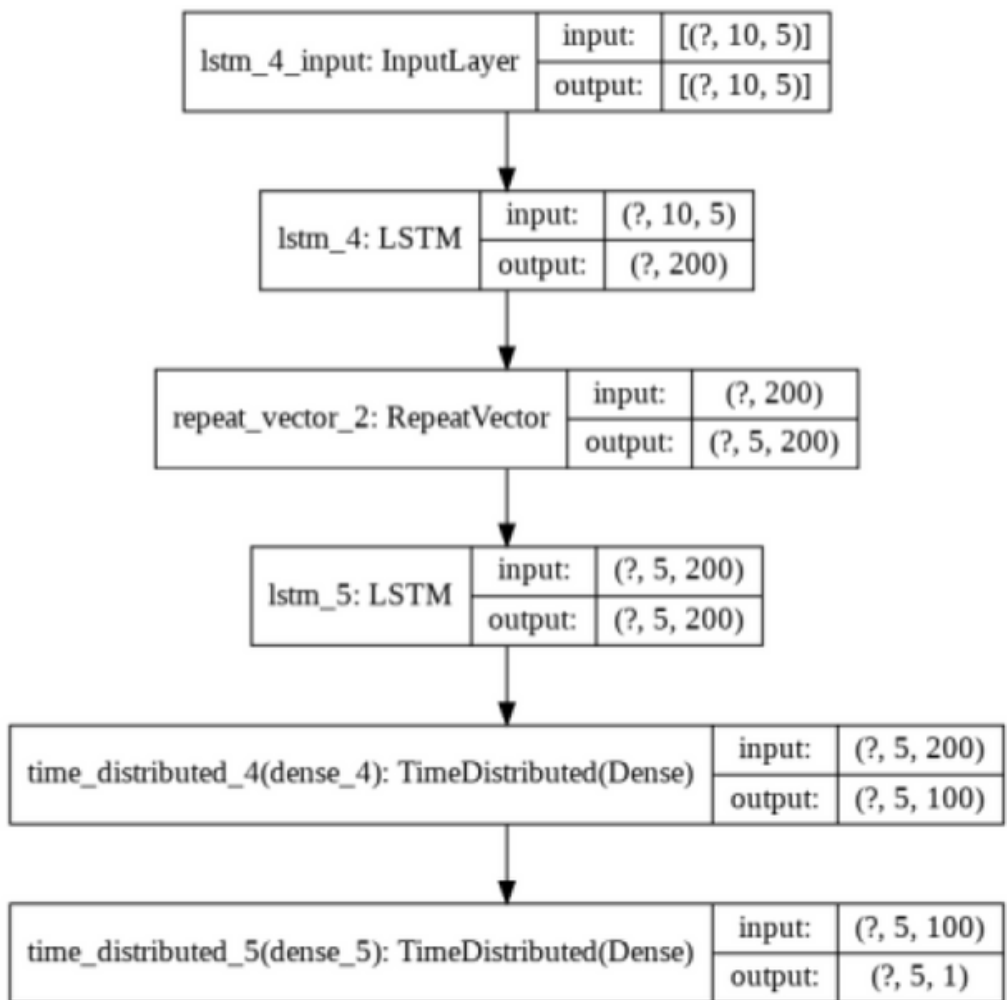 lstm_4_input: InputLayer
input:
[(?, 10, 5)]
output:
[(?, 10, 5)]
lstm_4: LSTM
input:
(?, 10, 5)
output:
(?, 200)
repeat_vector_2: RepeatVector
input:
(?, 200)
output:
(?, 5, 200)
lstm_5: LSTM
input:
(?, 5, 200)
output:
(?, 5, 200)
time_distributed_4(dense_4): TimeDistributed(Dense)
input:
(?, 5, 200)
output:
(?, 5, 100)
time_distributed_5(dense_5): TimeDistributed(Dense)
input:
(?, 5, 100)
output:
(?, 5, 1)